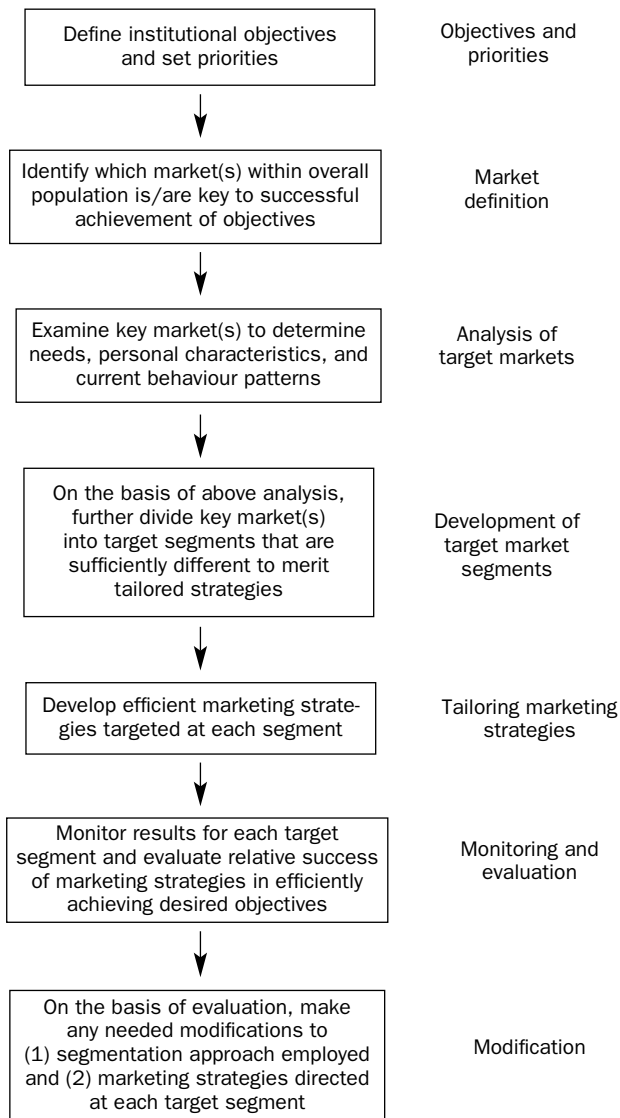 Define institutional objectives
and set priorities
Objectives and
priorities
Identify which market(s) within overall
population is/are key to successful
achievement of objectives
Market
definition
Examine key market(s) to determine
needs, personal characteristics, and
current behaviour patterns
Analysis of
target markets
On the basis of above analysis,
further divide key market(s)
into target segments that are
sufficiently different to merit
tailored strategies
Development of
target market
segments
Develop efficient marketing strate-
gies targeted at each segment
Tailoring marketing
strategies
Monitor results for each target
segment and evaluate relative success
of marketing strategies in efficiently
achieving desired objectives
Monitoring and
evaluation
On the basis of evaluation, make
any needed modifications to
(1) segmentation approach employed
and (2) marketing strategies directed
at each target segment
Modification